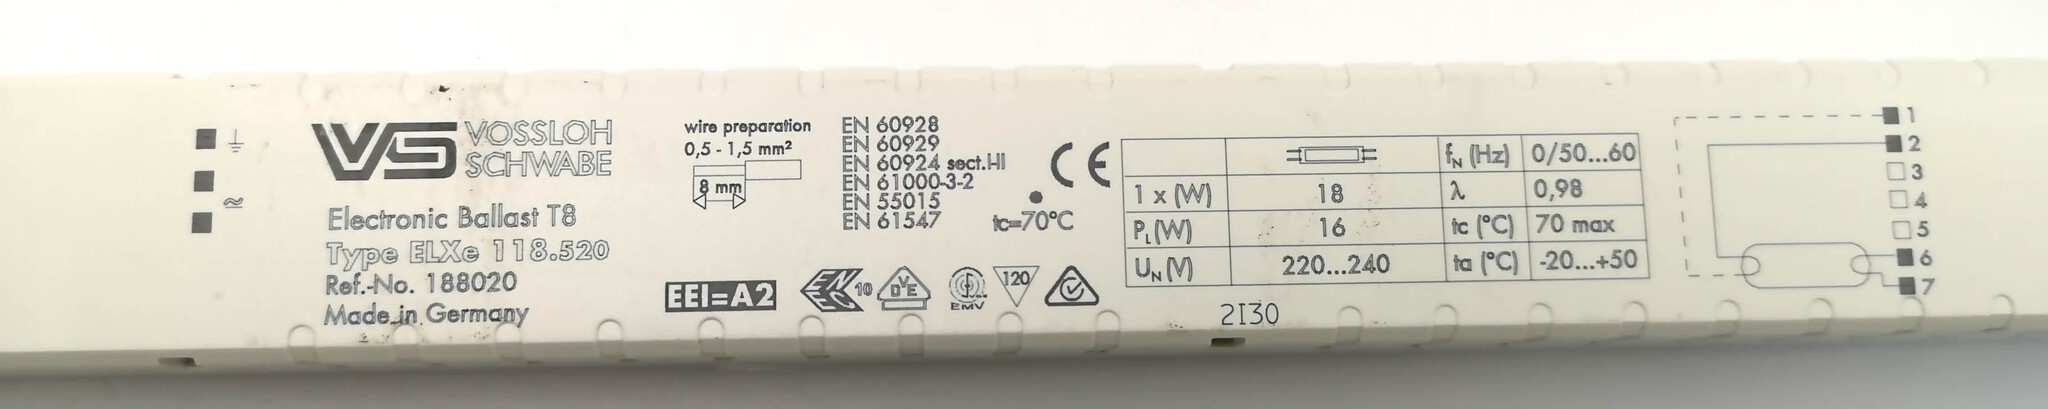 VS VOSSLOH
SCHWABE
Electronic Ballast T8
Type ELXe 118.520
Ref.-No. 188020
Made in Germany
wire preparation
0,5 - 1,5 mm²
8 mm
EN 60928
EN 60929
EN 60924 sect.HI
EN 61000-3-2
EN 55015
EN 61547
CE
tc=70°C
EEI=A2
ENEC 10
DVE
EMV
120
fN (Hz) 0/50...60
1 x (W) 18 λ 0,98
PL(W) 16 tc (°C) 70 max
UN(V) 220...240 ta (°C) -20...+50
2I30
1
2
3
4
5
6
7